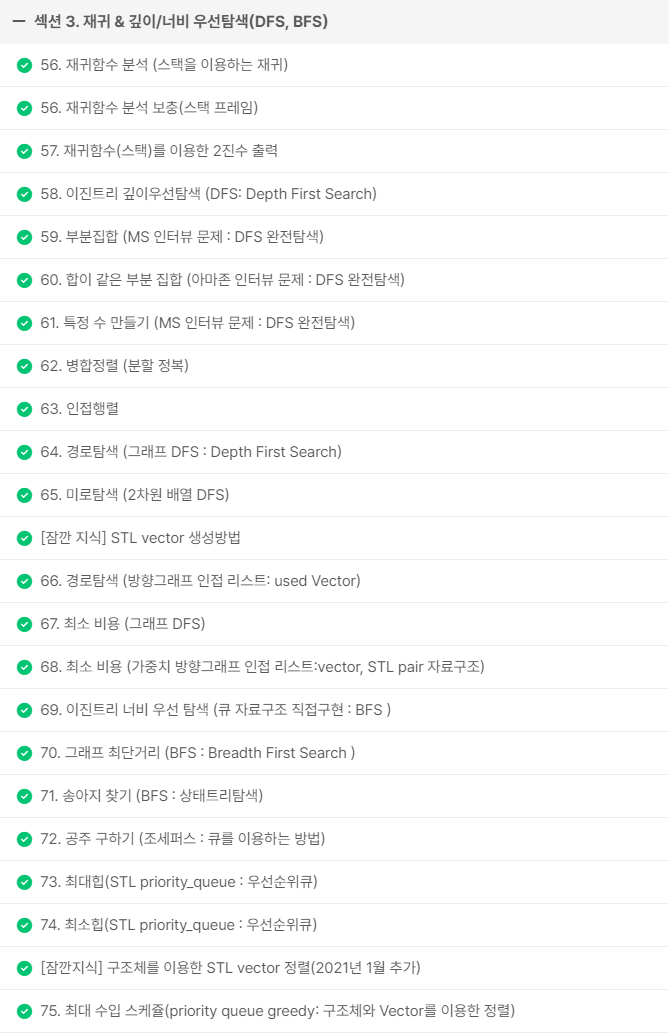 섹션 3. 재귀 & 깊이/너비 우선탐색(DFS, BFS)
56. 재귀함수 분석 (스택을 이용하는 재귀)
56. 재귀함수 분석 보충(스택 프레임)
57. 재귀함수(스택)를 이용한 2진수 출력
58. 이진트리 깊이우선탐색 (DFS: Depth First Search)
59. 부분집합 (MS 인터뷰 문제 : DFS 완전탐색)
60. 합이 같은 부분 집합 (아마존 인터뷰 문제 : DFS 완전탐색)
61. 특정 수 만들기 (MS 인터뷰 문제 : DFS 완전탐색)
62. 병합정렬 (분할 정복)
63. 인접행렬
64. 경로탐색 (그래프 DFS : Depth First Search)
65. 미로탐색 (2차원 배열 DFS)
[잠깐 지식] STL vector 생성방법
66. 경로탐색 (방향그래프 인접 리스트: used Vector)
67. 최소 비용 (그래프 DFS)
68. 최소 비용 (가중치 방향그래프 인접 리스트:vector, STL pair 자료구조)
69. 이진트리 너비 우선 탐색 (큐 자료구조 직접구현 : BFS )
70. 그래프 최단거리 (BFS : Breadth First Search )
71. 송아지 찾기 (BFS : 상태트리탐색)
72. 공주 구하기 (조세퍼스 : 큐를 이용하는 방법)
73. 최대힙(STL priority_queue : 우선순위큐)
74. 최소힙(STL priority_queue : 우선순위큐)
[잠깐지식] 구조체를 이용한 STL vector 정렬(2021년 1월 추가)
75. 최대 수입 스케쥴(priority queue greedy: 구조체와 Vector를 이용한 정렬)